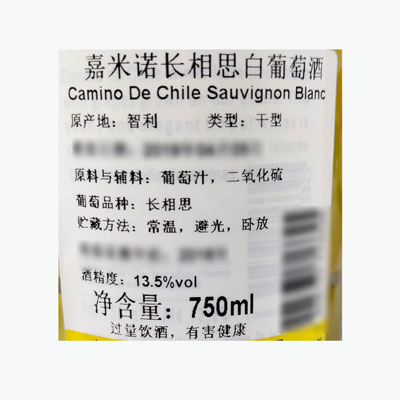 嘉米诺长相思白葡萄酒
Camino De Chile Sauvignon Blanc
原产地：智利 类型：干型
原料与辅料：葡萄汁，二氧化硫
葡萄品种：长相思
贮藏方法：常温，避光，卧放
酒精度：13.5%vol
净含量：750ml
过量饮酒，有害健康